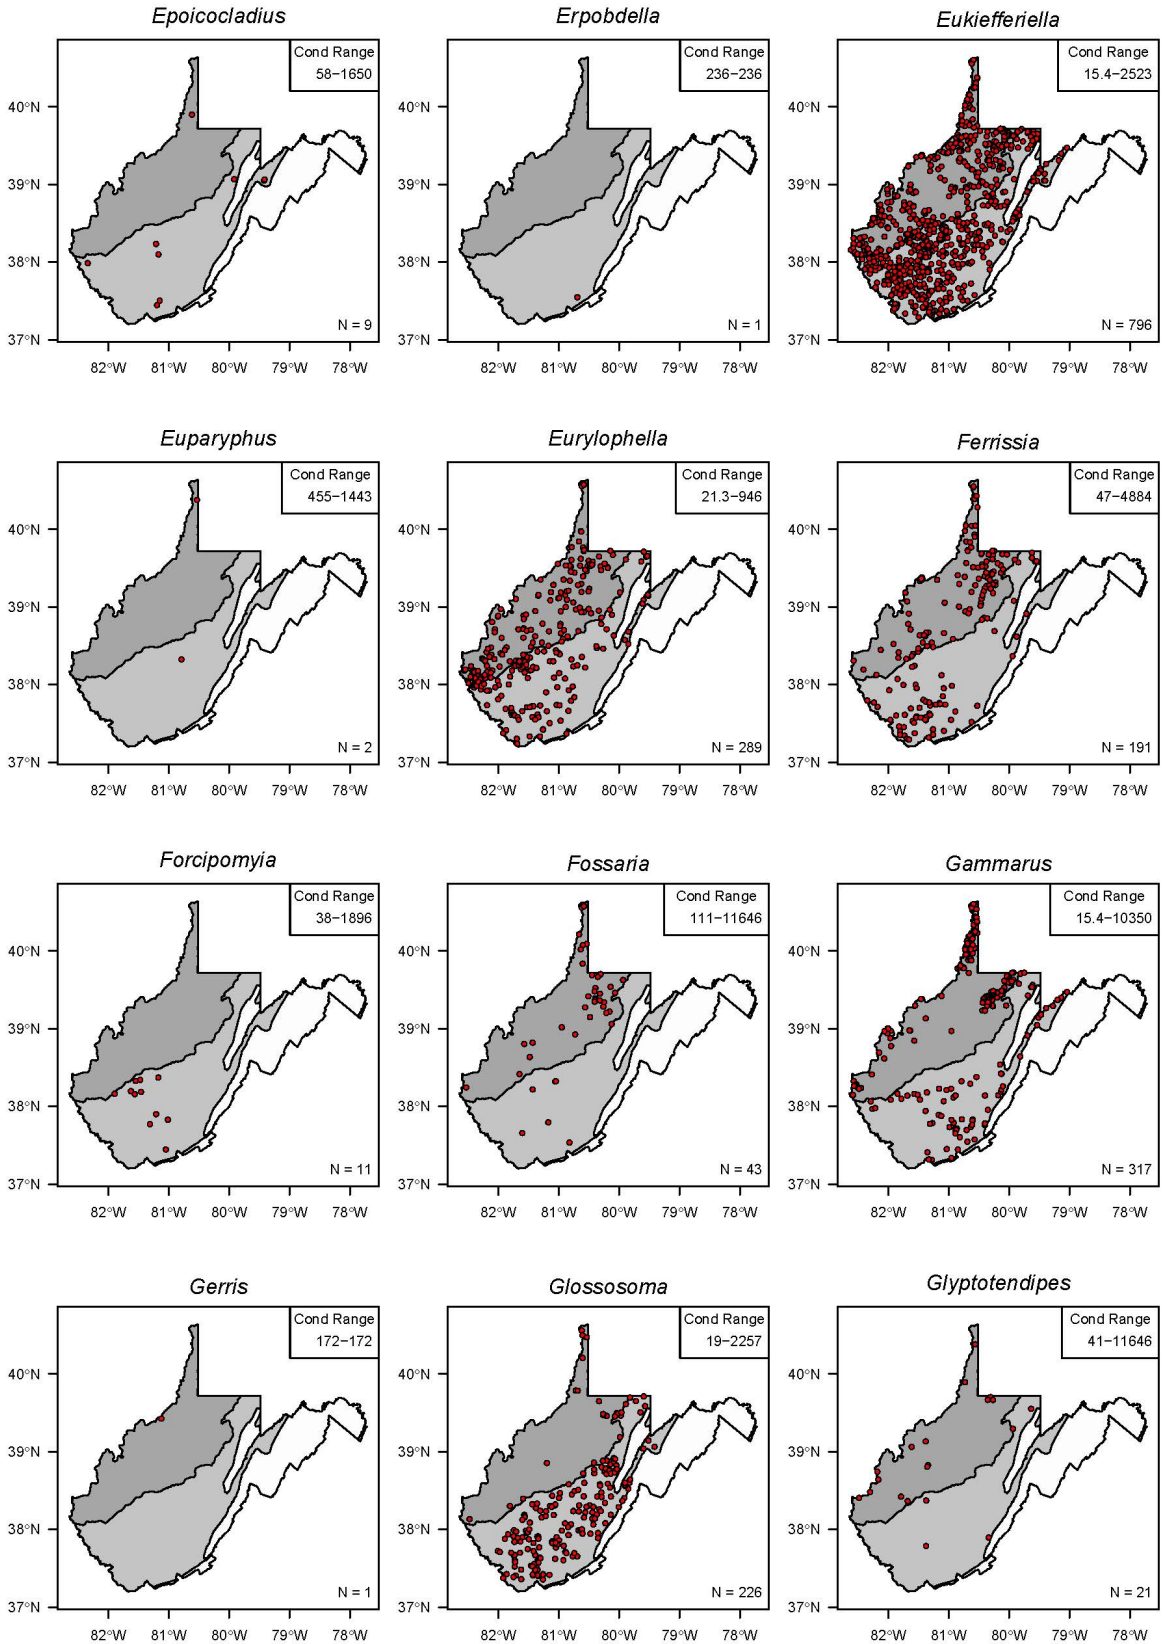 Epoicocladius
Cond Range
58−1650
40°N
39°N
38°N
37°N
N = 9
82°W 81°W 80°W 79°W 78°W
Erpobdella
Cond Range
236−236
40°N
39°N
38°N
37°N
N = 1
82°W 81°W 80°W 79°W 78°W
Eukiefferiella
Cond Range
15.4−2523
40°N
39°N
38°N
37°N
N = 796
82°W 81°W 80°W 79°W 78°W
Euparyphus
Cond Range
455−1443
40°N
39°N
38°N
37°N
N = 2
82°W 81°W 80°W 79°W 78°W
Eurylophella
Cond Range
21.3−946
40°N
39°N
38°N
37°N
N = 289
82°W 81°W 80°W 79°W 78°W
Ferrissia
Cond Range
47−4884
40°N
39°N
38°N
37°N
N = 191
82°W 81°W 80°W 79°W 78°W
Forcipomyia
Cond Range
38−1896
40°N
39°N
38°N
37°N
N = 11
82°W 81°W 80°W 79°W 78°W
Fossaria
Cond Range
111−11646
40°N
39°N
38°N
37°N
N = 43
82°W 81°W 80°W 79°W 78°W
Gammarus
Cond Range
15.4−10350
40°N
39°N
38°N
37°N
N = 317
82°W 81°W 80°W 79°W 78°W
Gerris
Cond Range
172−172
40°N
39°N
38°N
37°N
N = 1
82°W 81°W 80°W 79°W 78°W
Glossosoma
Cond Range
19−2257
40°N
39°N
38°N
37°N
N = 226
82°W 81°W 80°W 79°W 78°W
Glyptotendipes
Cond Range
41−11646
40°N
39°N
38°N
37°N
N = 21
82°W 81°W 80°W 79°W 78°W